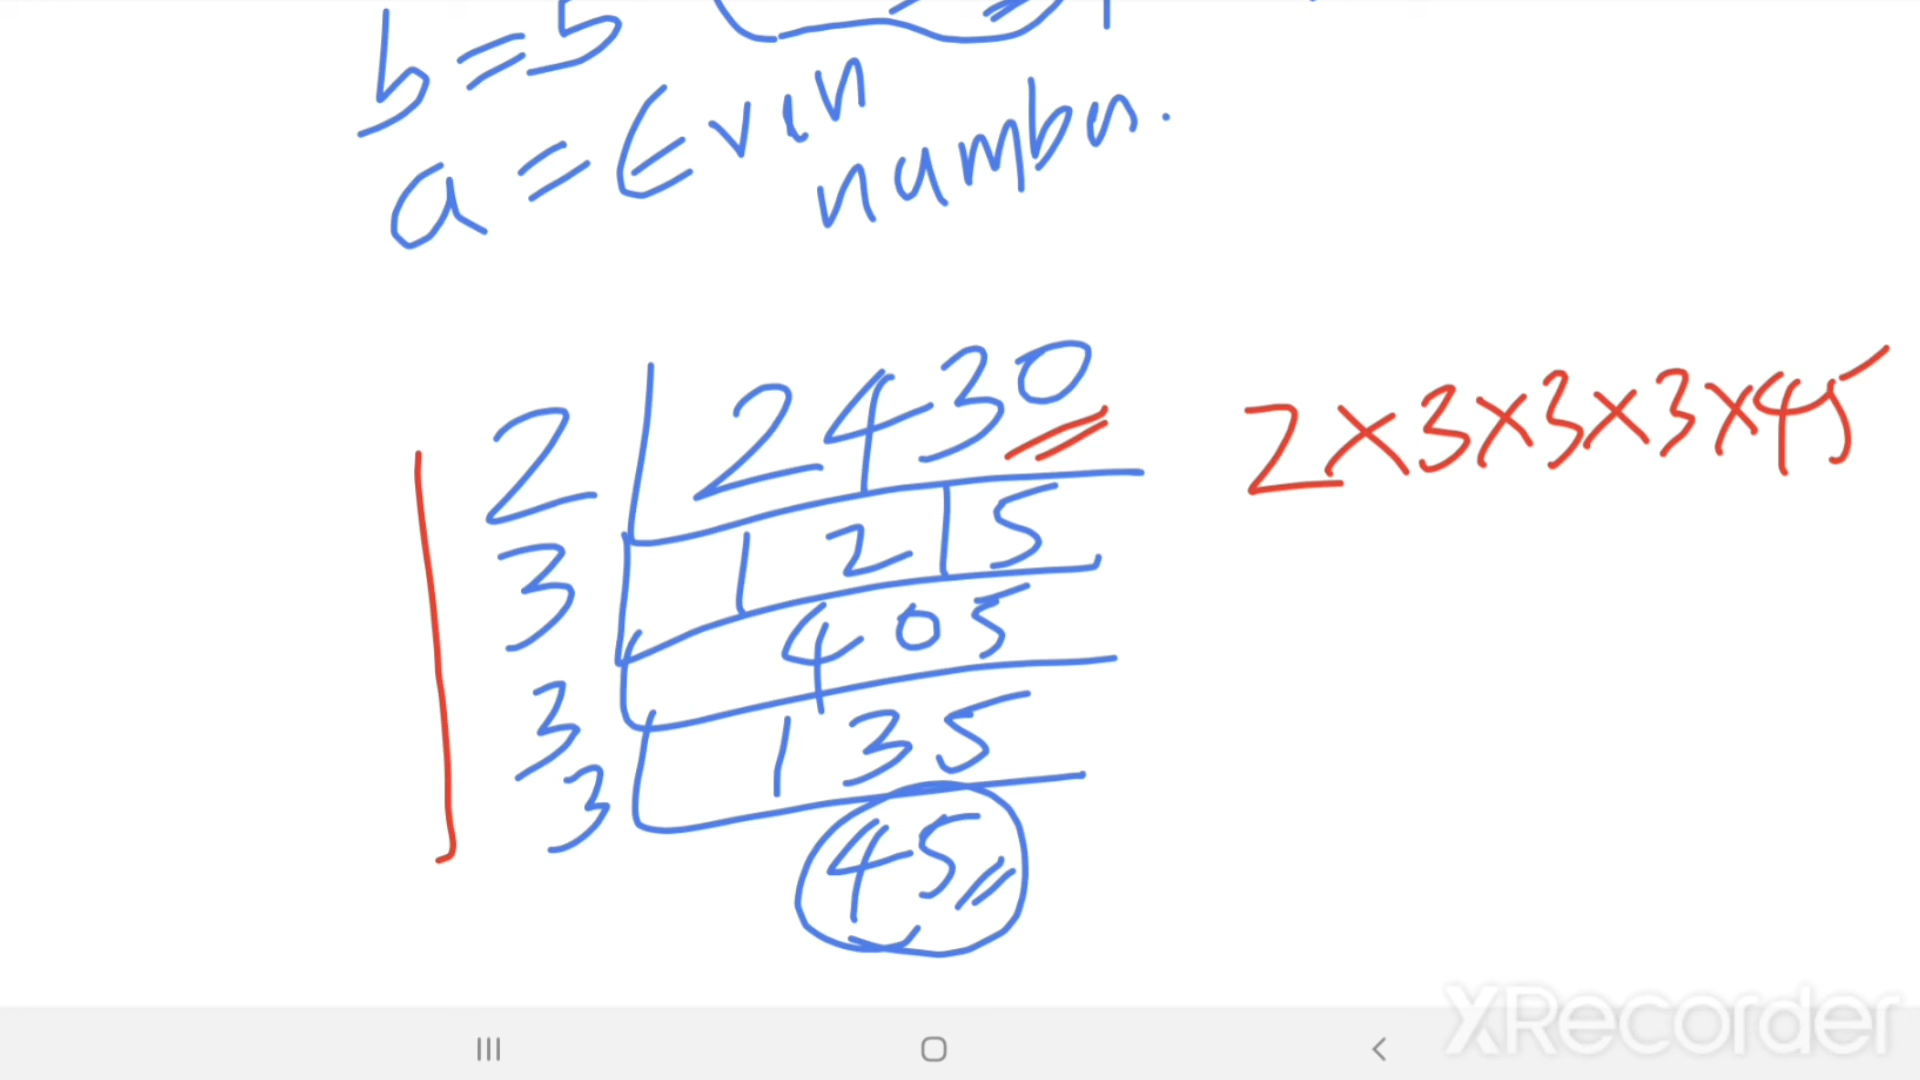 b=5
a = Even
number.
2 2430
3 1215
3 405
3 135
45
2×3×3×3×45
XRecorder